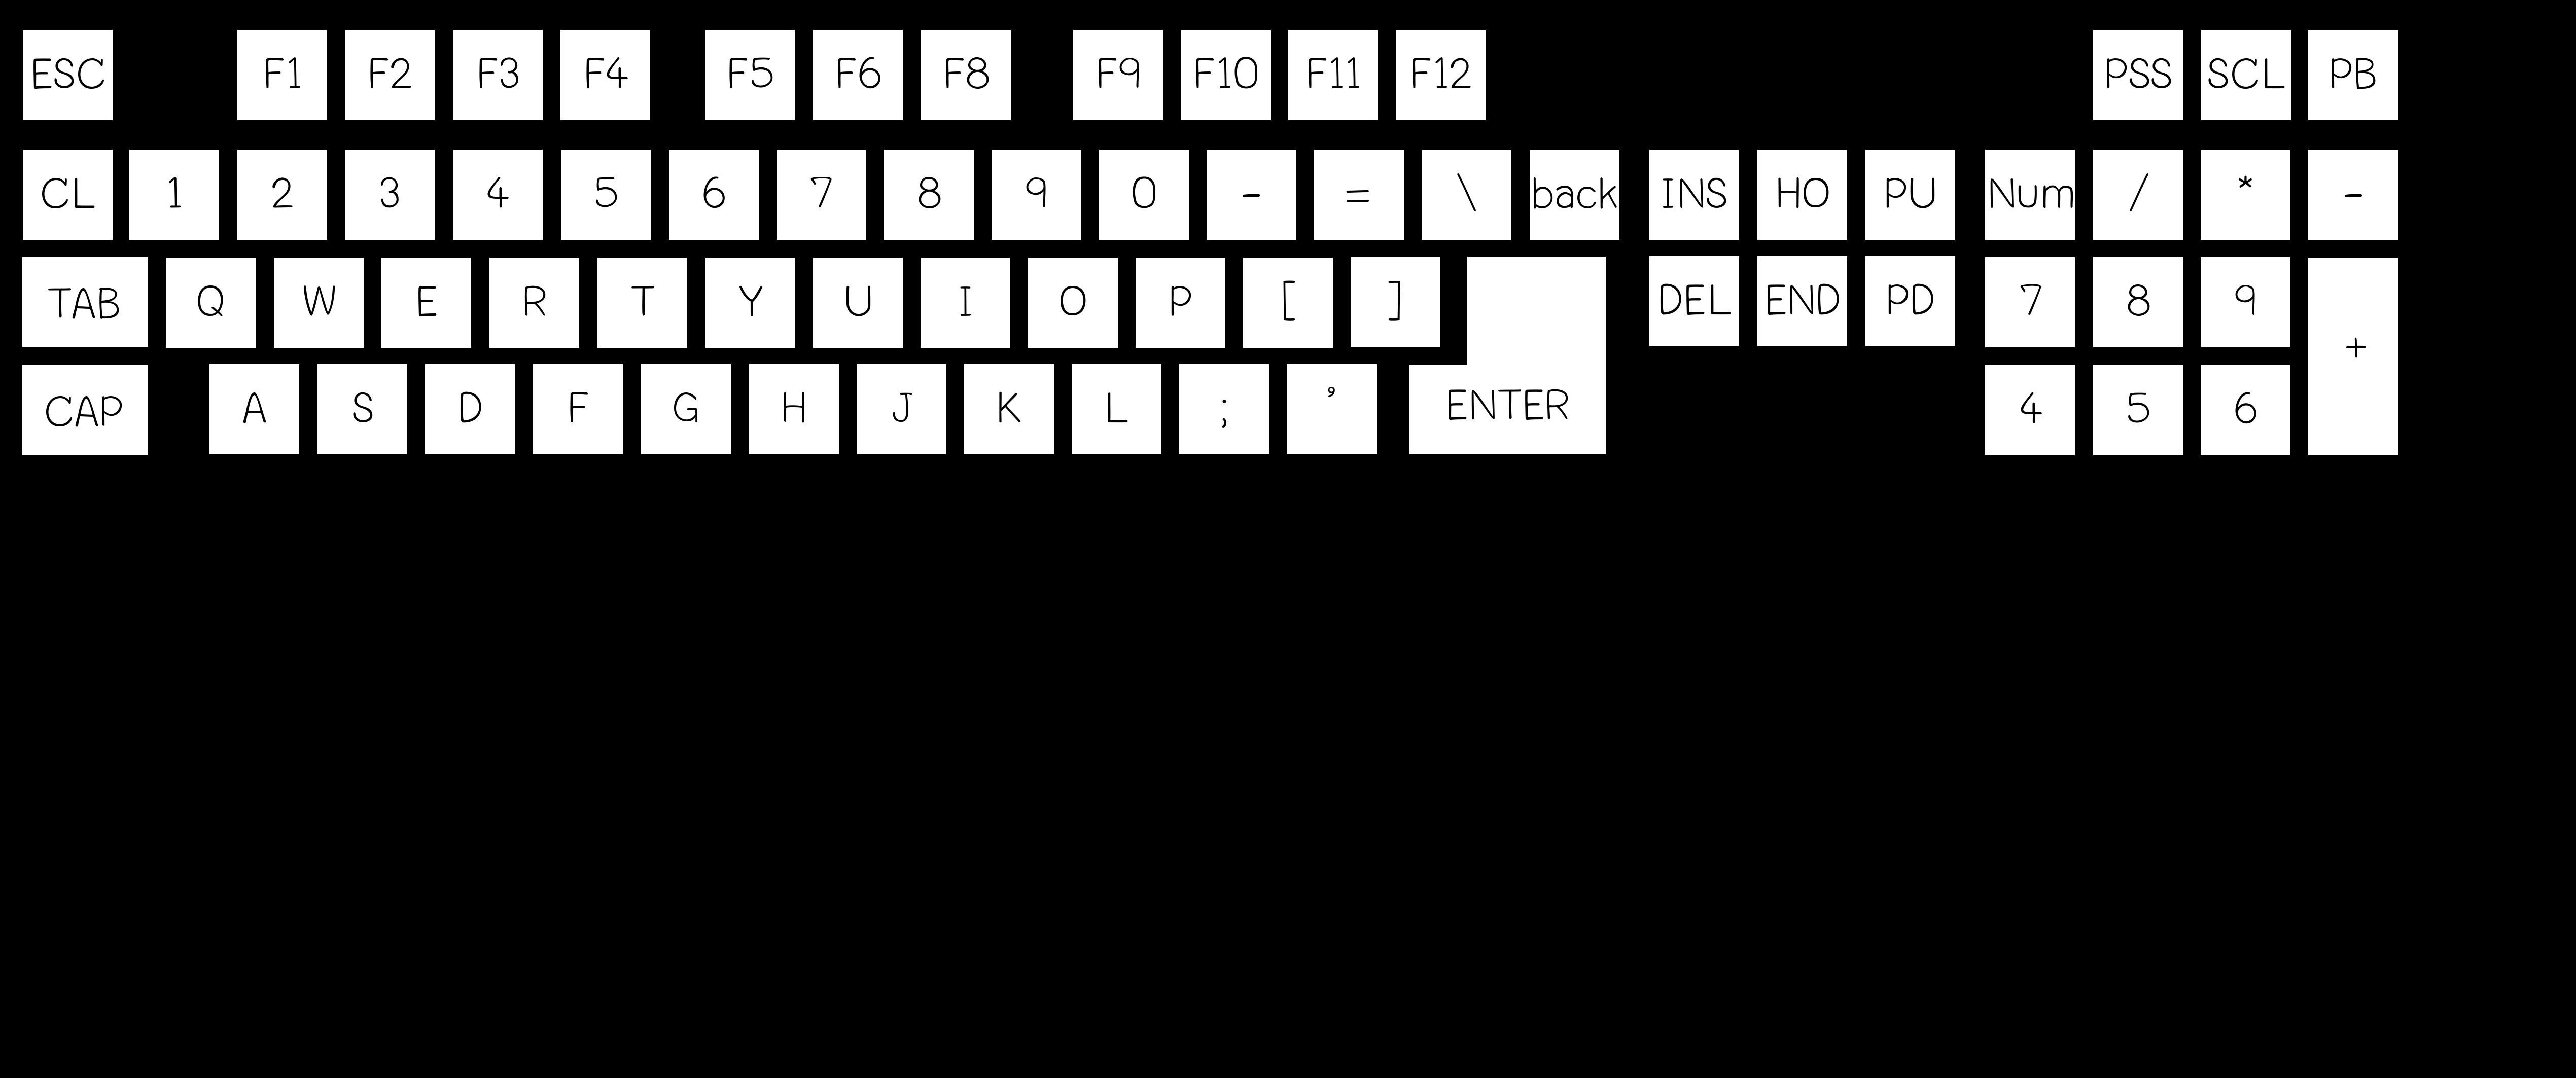 ESC F1 F2 F3 F4 F5 F6 F8 F9 F10 F11 F12 PSS SCL PB
CL 1 2 3 4 5 6 7 8 9 0 - = \ back INS HO PU Num / * -
TAB Q W E R T Y U I O P [ ] DEL END PD 7 8 9 +
CAP A S D F G H J K L ; ’ ENTER 4 5 6